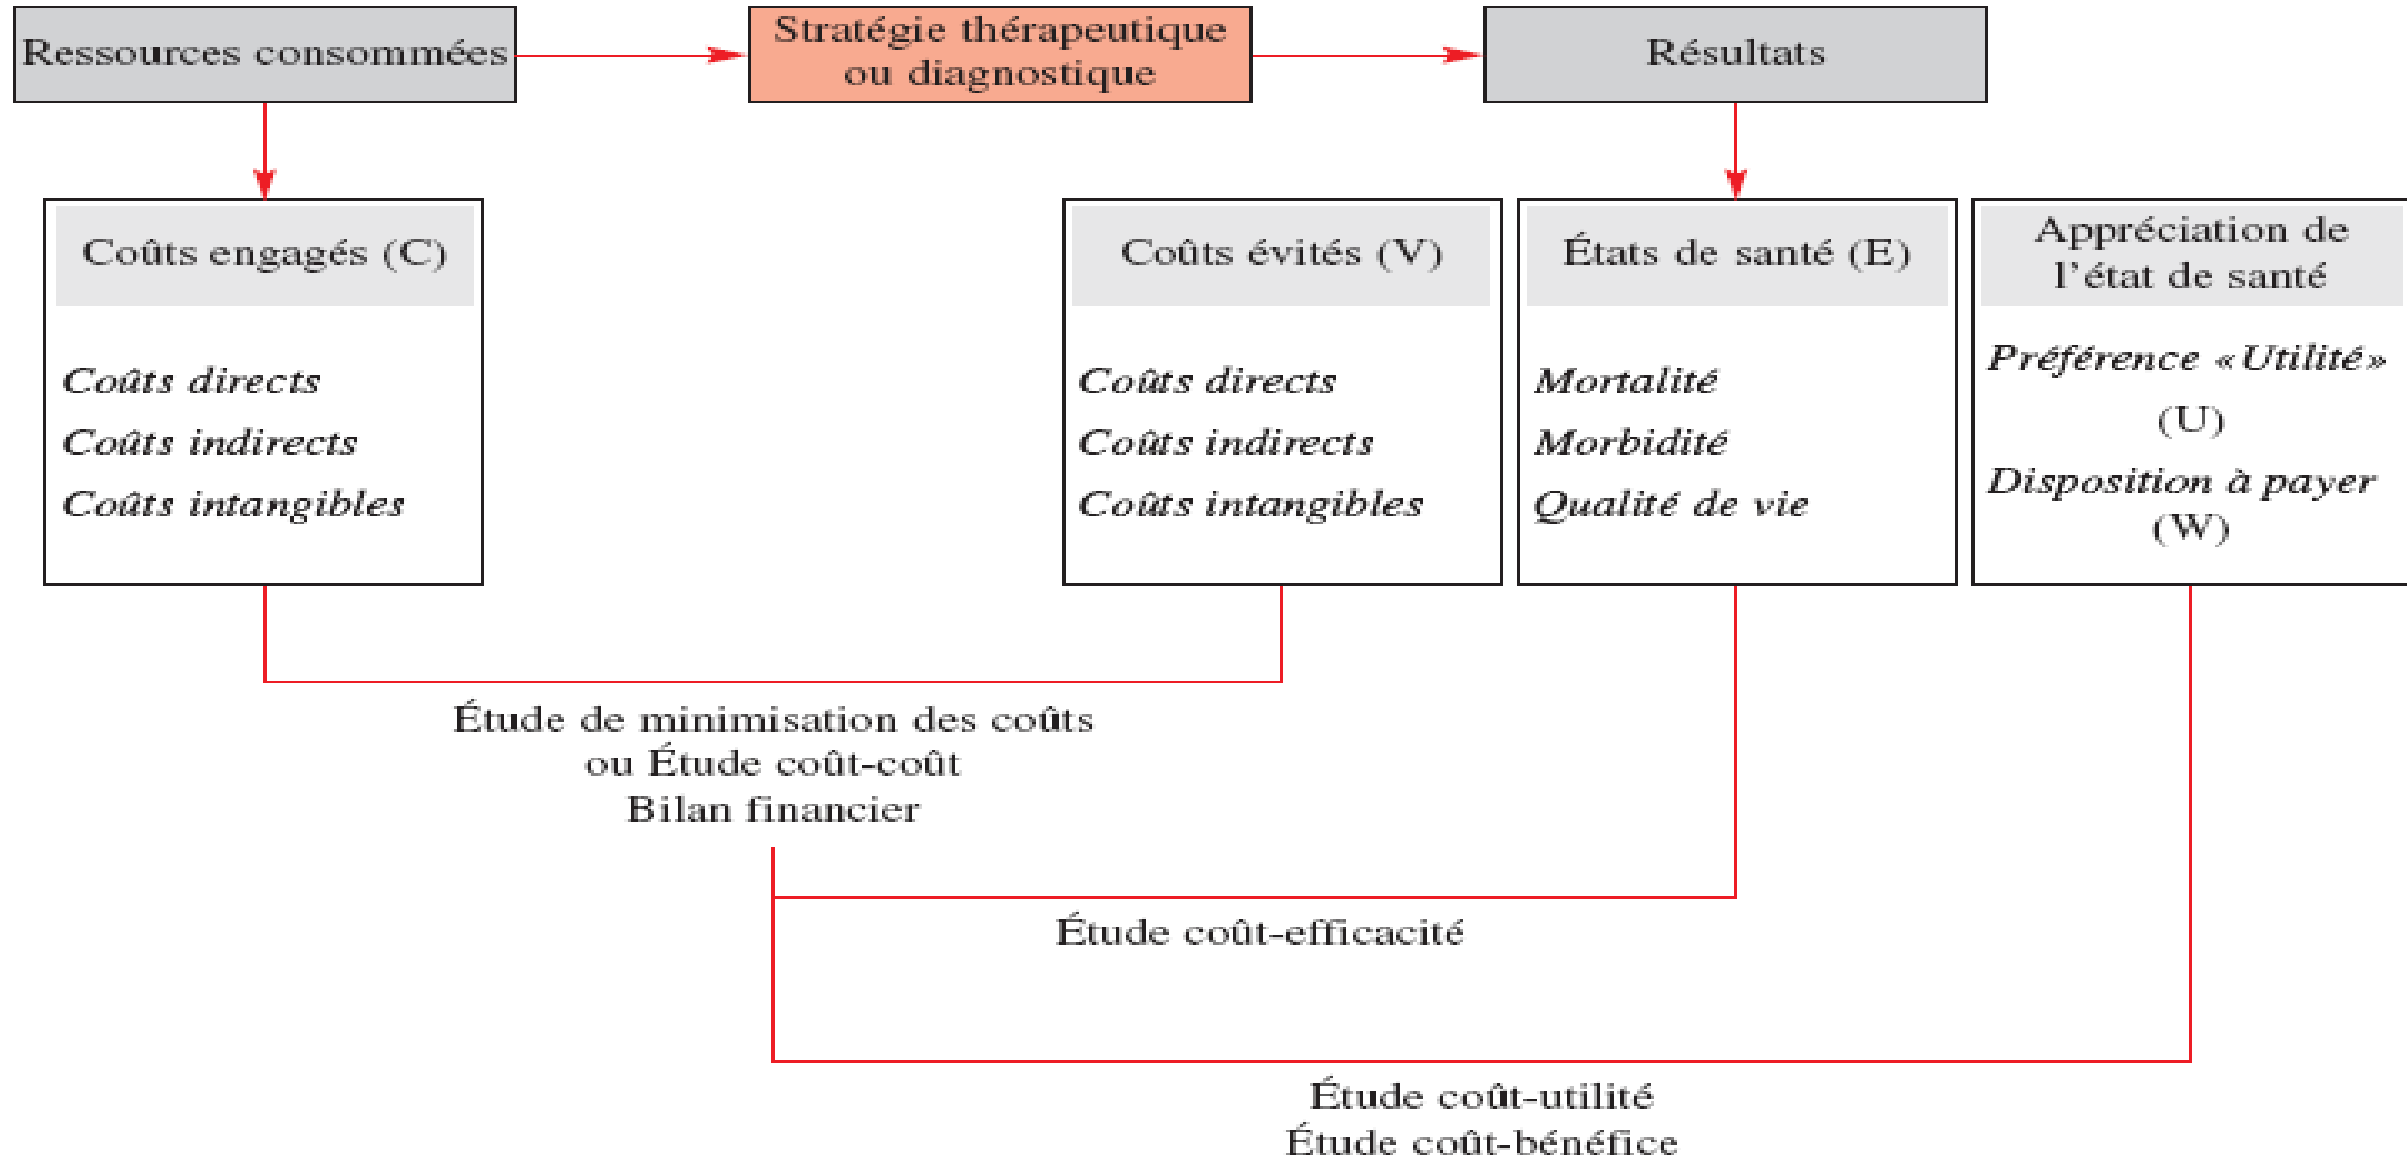 Ressources consommées
Stratégie thérapeutique
ou diagnostique
Résultats
Coûts engagés (C)
Coûts directs
Coûts indirects
Coûts intangibles
Coûts évités (V)
Coûts directs
Coûts indirects
Coûts intangibles
États de santé (E)
Mortalité
Morbidité
Qualité de vie
Appréciation de
l’état de santé
Préférence «Utilité»
(U)
Disposition à payer
(W)
Étude de minimisation des coûts
ou Étude coût-coût
Bilan financier
Étude coût-efficacité
Étude coût-utilité
Étude coût-bénéfice